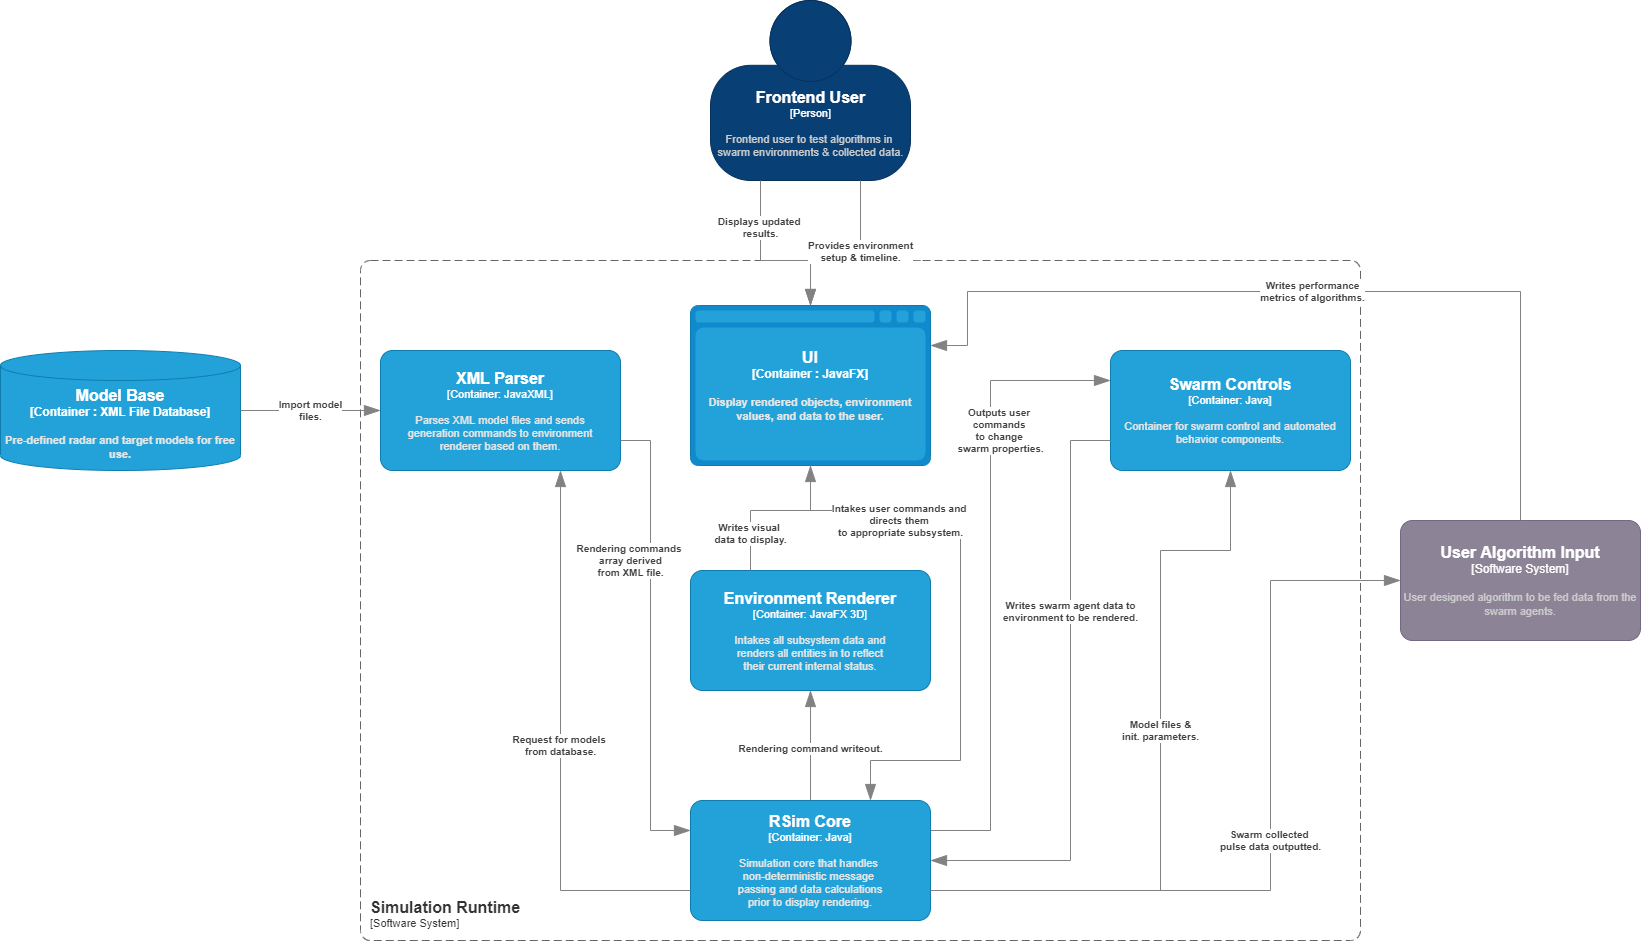 Frontend User
[Person]
Frontend user to test algorithms in
swarm environments & collected data.
Displays updated
results.
Provides environment
setup & timeline.
Writes performance
metrics of algorithms.
UI
[Container : JavaFX]
Display rendered objects, environment
values, and data to the user.
XML Parser
[Container: JavaXML]
Parses XML model files and sends
generation commands to environment
renderer based on them.
Model Base
[Container : XML File Database]
Pre-defined radar and target models for free
use.
Import model
files.
Swarm Controls
[Container: Java]
Container for swarm control and automated
behavior components.
Outputs user
commands
to change
swarm properties.
Intakes user commands and
directs them
to appropriate subsystem.
Writes visual
data to display.
Rendering commands
array derived
from XML file.
User Algorithm Input
[Software System]
User designed algorithm to be fed data from the
swarm agents.
Environment Renderer
[Container: JavaFX 3D]
Intakes all subsystem data and
renders all entities in to reflect
their current internal status.
Writes swarm agent data to
environment to be rendered.
Request for models
from database.
Rendering command writeout.
Model files &
init. parameters.
RSim Core
[Container: Java]
Simulation core that handles
non-deterministic message
passing and data calculations
prior to display rendering.
Swarm collected
pulse data outputted.
Simulation Runtime
[Software System]